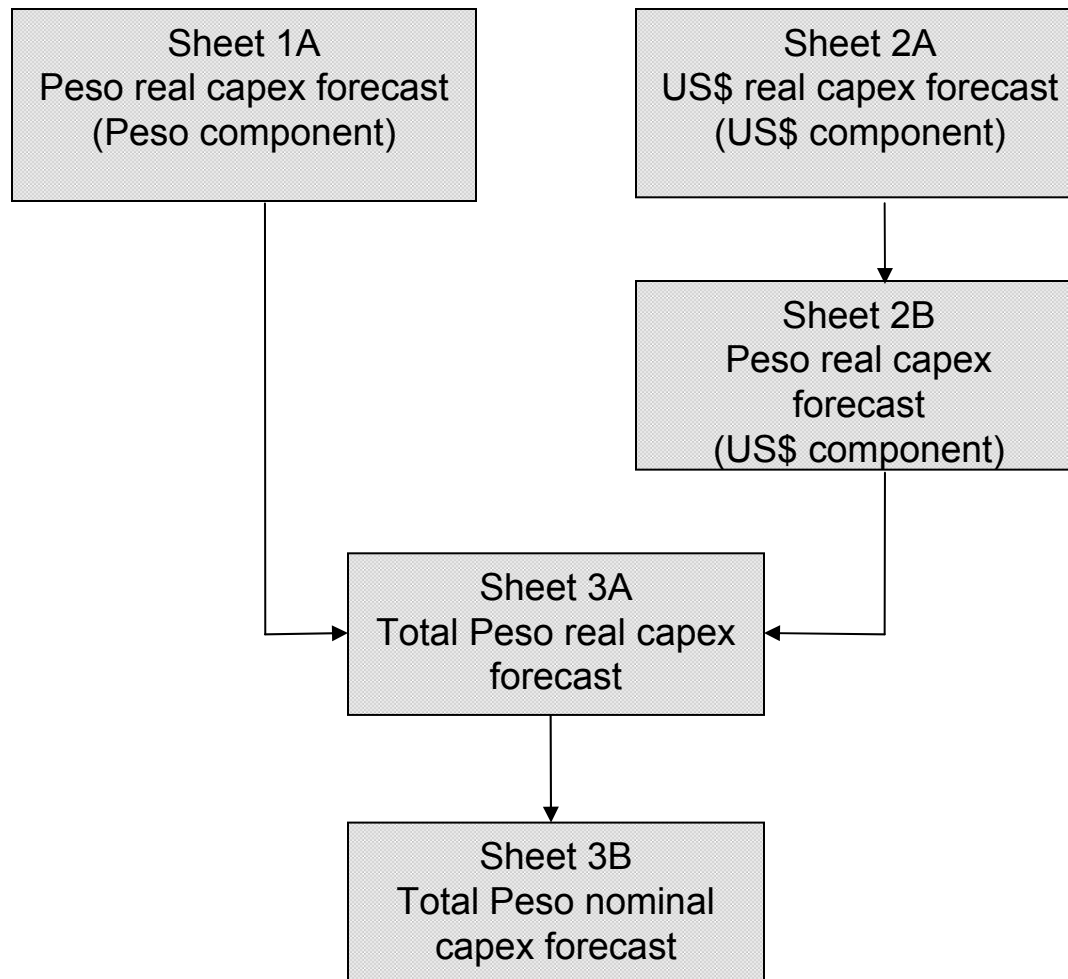 Sheet 1A
Peso real capex forecast
(Peso component)
Sheet 2A
US$ real capex forecast
(US$ component)
Sheet 2B
Peso real capex
forecast
(US$ component)
Sheet 3A
Total Peso real capex
forecast
Sheet 3B
Total Peso nominal
capex forecast